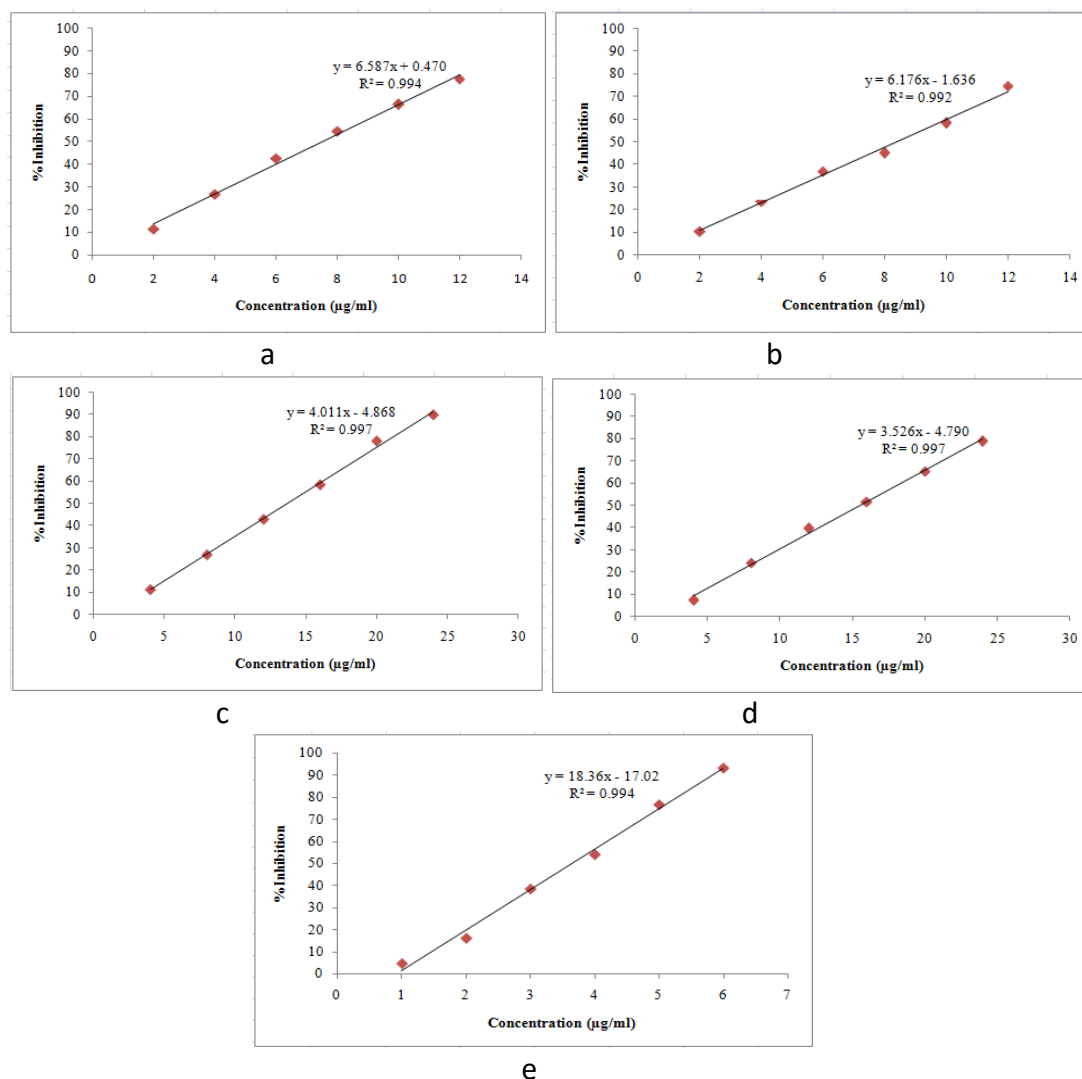 100
90
80
70
60
50
40
30
20
10
0
%Inhibition
y = 6.587x + 0.470
R² = 0.994
0 2 4 6 8 10 12 14
Concentration (µg/ml)
a
100
90
80
70
60
50
40
30
20
10
0
%Inhibition
y = 6.176x - 1.636
R² = 0.992
0 2 4 6 8 10 12 14
Concentration (µg/ml)
b
100
90
80
70
60
50
40
30
20
10
0
%Inhibition
y = 4.011x - 4.868
R² = 0.997
0 5 10 15 20 25 30
Concentration (µg/ml)
c
100
90
80
70
60
50
40
30
20
10
0
%Inhibition
y = 3.526x - 4.790
R² = 0.997
0 5 10 15 20 25 30
Concentration (µg/ml)
d
100
90
80
70
60
50
40
30
20
10
0
%Inhibition
y = 18.36x - 17.02
R² = 0.994
0 1 2 3 4 5 6 7
Concentration (µg/ml)
e